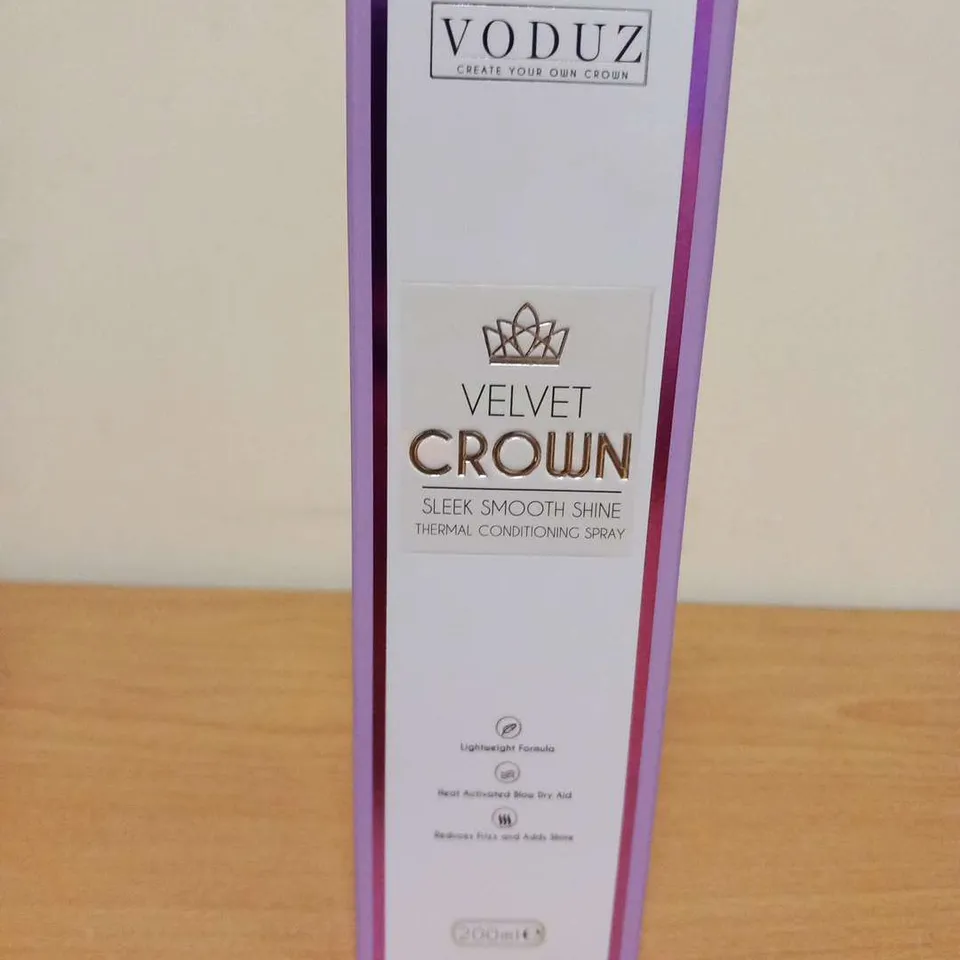 VODUZ
CREATE YOUR OWN CROWN
VELVET
CROWN
SLEEK SMOOTH SHINE
THERMAL CONDITIONING SPRAY
Lightweight Formula
Heat Activated Blow Dry Aid
Reduces Frizz and Adds Shine
200ml℮